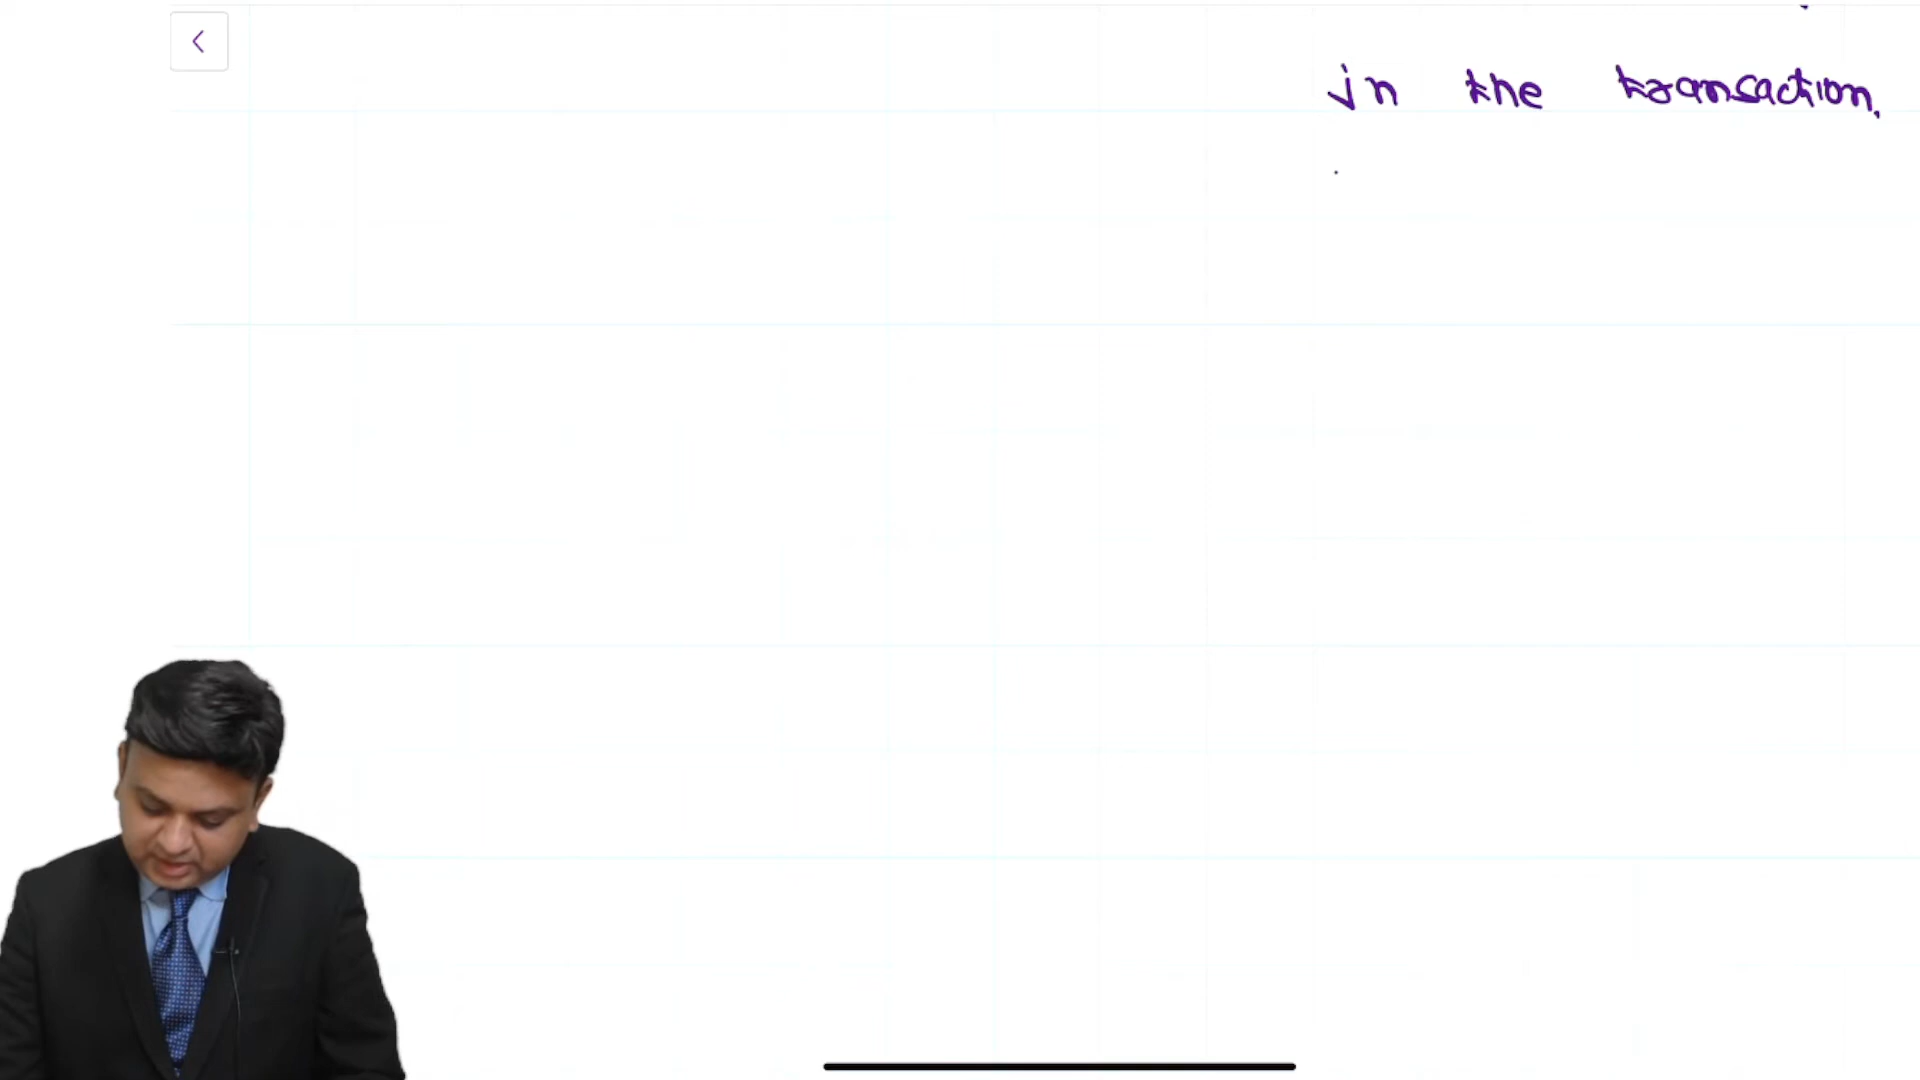 in the transaction.